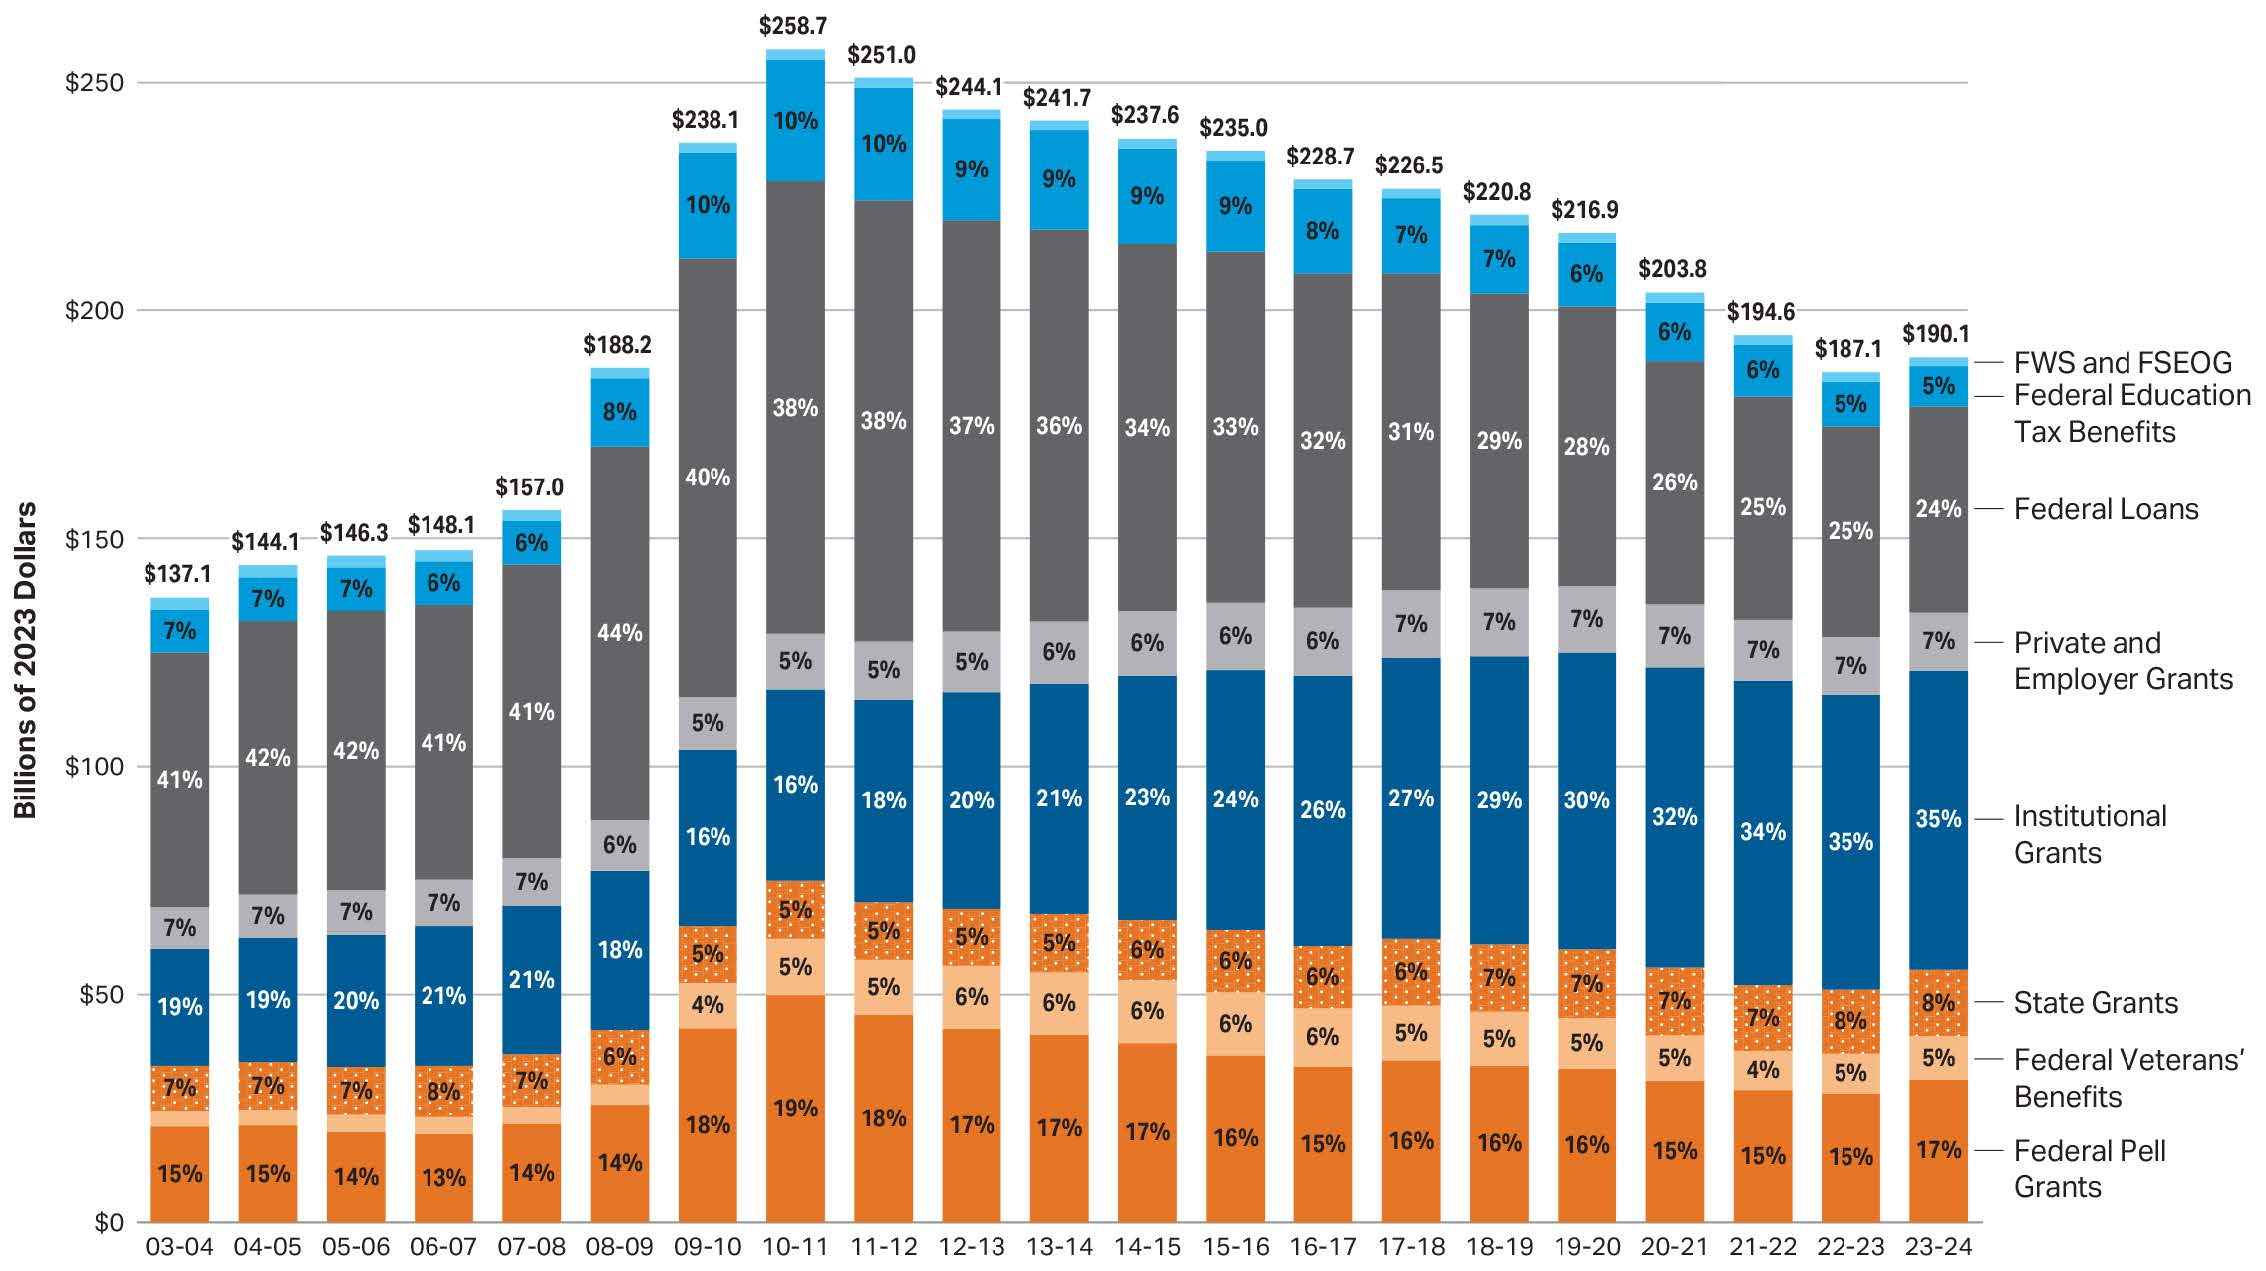 $258.7
$251.0
$250
$244.1
$241.7
$238.1
$237.6
$235.0
$228.7
$226.5
$220.8
$216.9
$203.8
$200
$194.6
$190.1
$188.2
$187.1
$157.0
$150
$148.1
$146.3
$144.1
$137.1
$100
$50
$0
Billions of 2023 Dollars
7% 41% 7% 19% 7% 15%
7% 42% 7% 19% 7% 15%
7% 42% 7% 20% 7% 14%
6% 41% 7% 21% 8% 13%
6% 41% 7% 21% 7% 14%
8% 44% 6% 18% 6% 14%
10% 40% 5% 16% 5% 4% 18%
10% 38% 5% 16% 5% 5% 19%
10% 38% 5% 18% 5% 5% 18%
9% 37% 5% 20% 5% 6% 17%
9% 36% 6% 21% 5% 6% 17%
9% 34% 6% 23% 6% 6% 17%
9% 33% 6% 24% 6% 6% 16%
8% 32% 6% 26% 6% 6% 15%
7% 31% 7% 27% 6% 5% 16%
7% 29% 7% 29% 7% 5% 16%
6% 28% 7% 30% 7% 5% 16%
6% 26% 7% 32% 7% 5% 15%
6% 25% 7% 34% 7% 4% 15%
5% 25% 7% 35% 8% 5% 15%
5% 24% 7% 35% 8% 5% 17%
FWS and FSEOG
Federal Education
Tax Benefits
Federal Loans
Private and
Employer Grants
Institutional
Grants
State Grants
Federal Veterans'
Benefits
Federal Pell
Grants
03-04 04-05 05-06 06-07 07-08 08-09 09-10 10-11 11-12 12-13 13-14 14-15 15-16 16-17 17-18 18-19 19-20 20-21 21-22 22-23 23-24